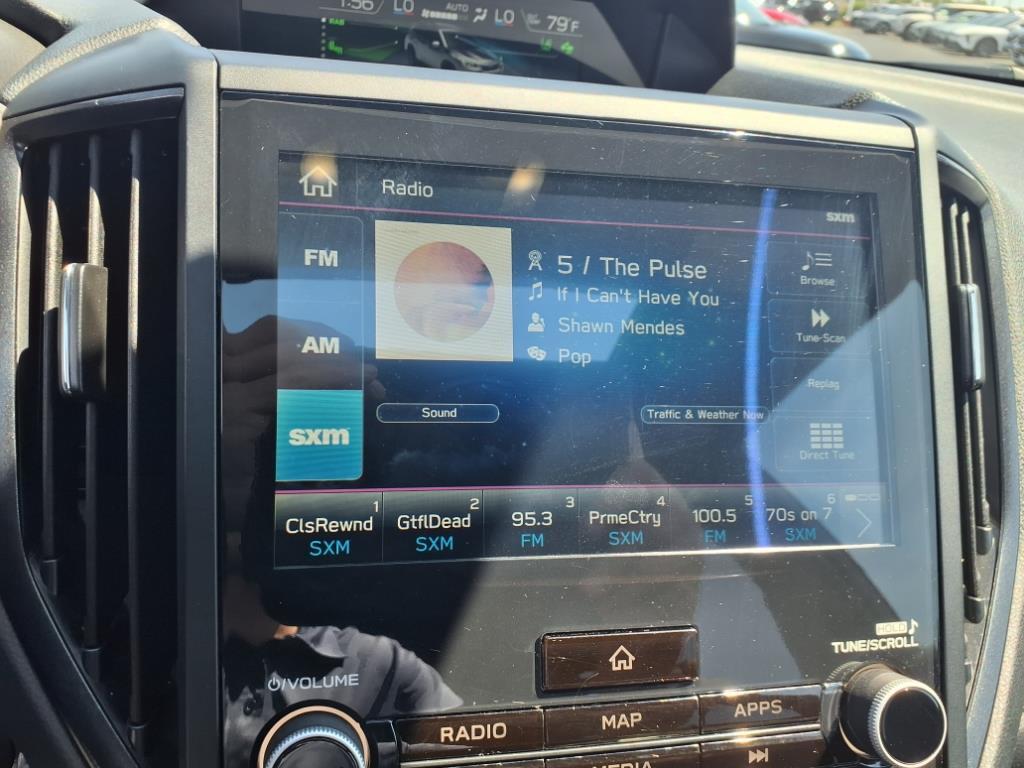 1:56 LO AUTO LO 79°F
Radio
sxm
FM
5 / The Pulse
If I Can't Have You
Shawn Mendes
Pop
Browse
Tune-Scan
Replay
Direct Tune
AM
sxm
Sound
Traffic & Weather Now
1 2 3 4 5 6
ClsRewnd GtflDead 95.3 PrmeCtry 100.5 70s on 7
SXM SXM FM SXM FM SXM
HOLD
TUNE/SCROLL
VOLUME
RADIO MAP APPS
MEDIA